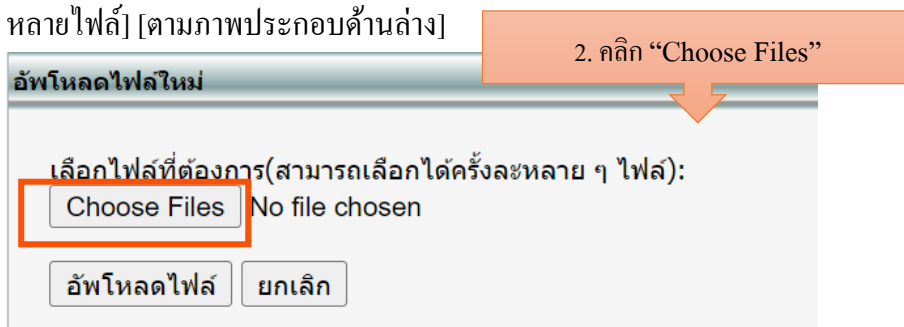 หลายไฟล์] [ตามภาพประกอบด้านล่าง]
2. คลิก “Choose Files”
อัพโหลดไฟล์ใหม่
เลือกไฟล์ที่ต้องการ(สามารถเลือกได้ครั้งละหลาย ๆ ไฟล์):
Choose Files No file chosen
อัพโหลดไฟล์ ยกเลิก